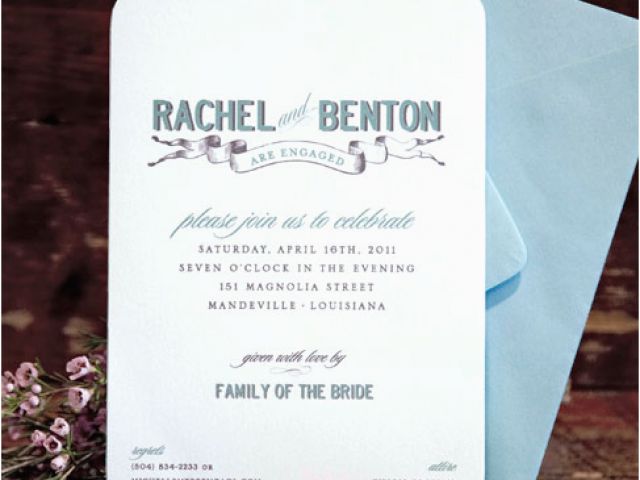 RACHEL and BENTON
ARE ENGAGED
please join us to celebrate
SATURDAY, APRIL 16TH, 2011
SEVEN O'CLOCK IN THE EVENING
151 MAGNOLIA STREET
MANDEVILLE · LOUISIANA
given with love by
FAMILY OF THE BRIDE
regrets
attire
(504) 834-2233 OR